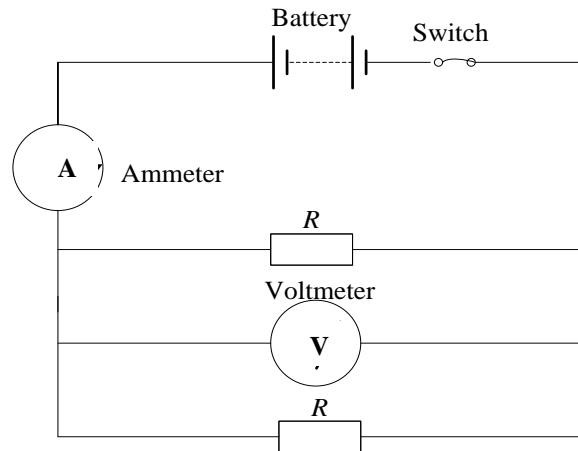 Battery
Switch
A
Ammeter
R
Voltmeter
V
R